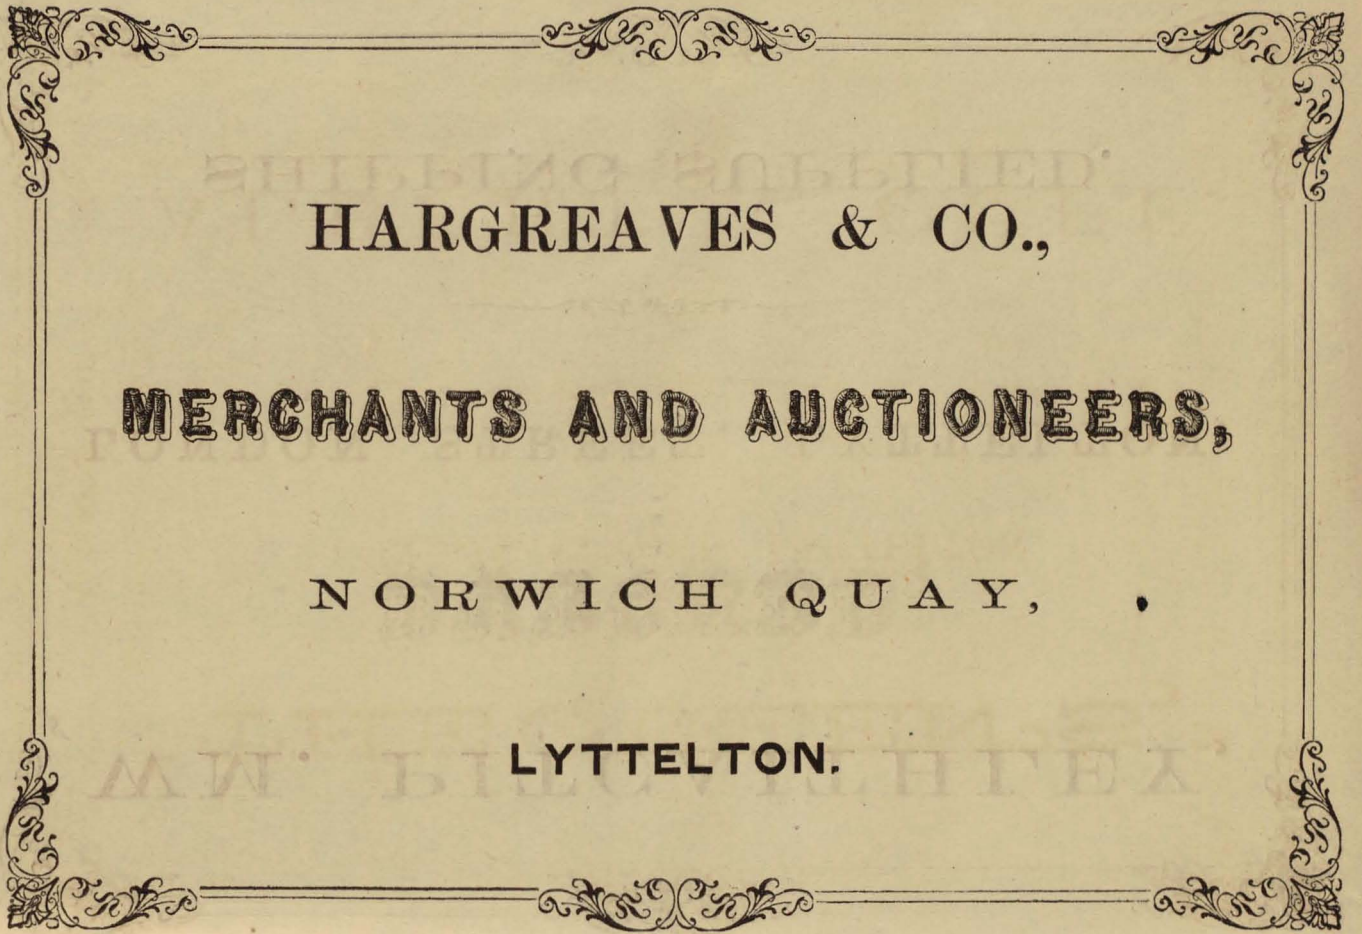 HARGREAVES & CO.,
MERCHANTS AND AUCTIONEERS,
NORWICH QUAY,
LYTTELTON.